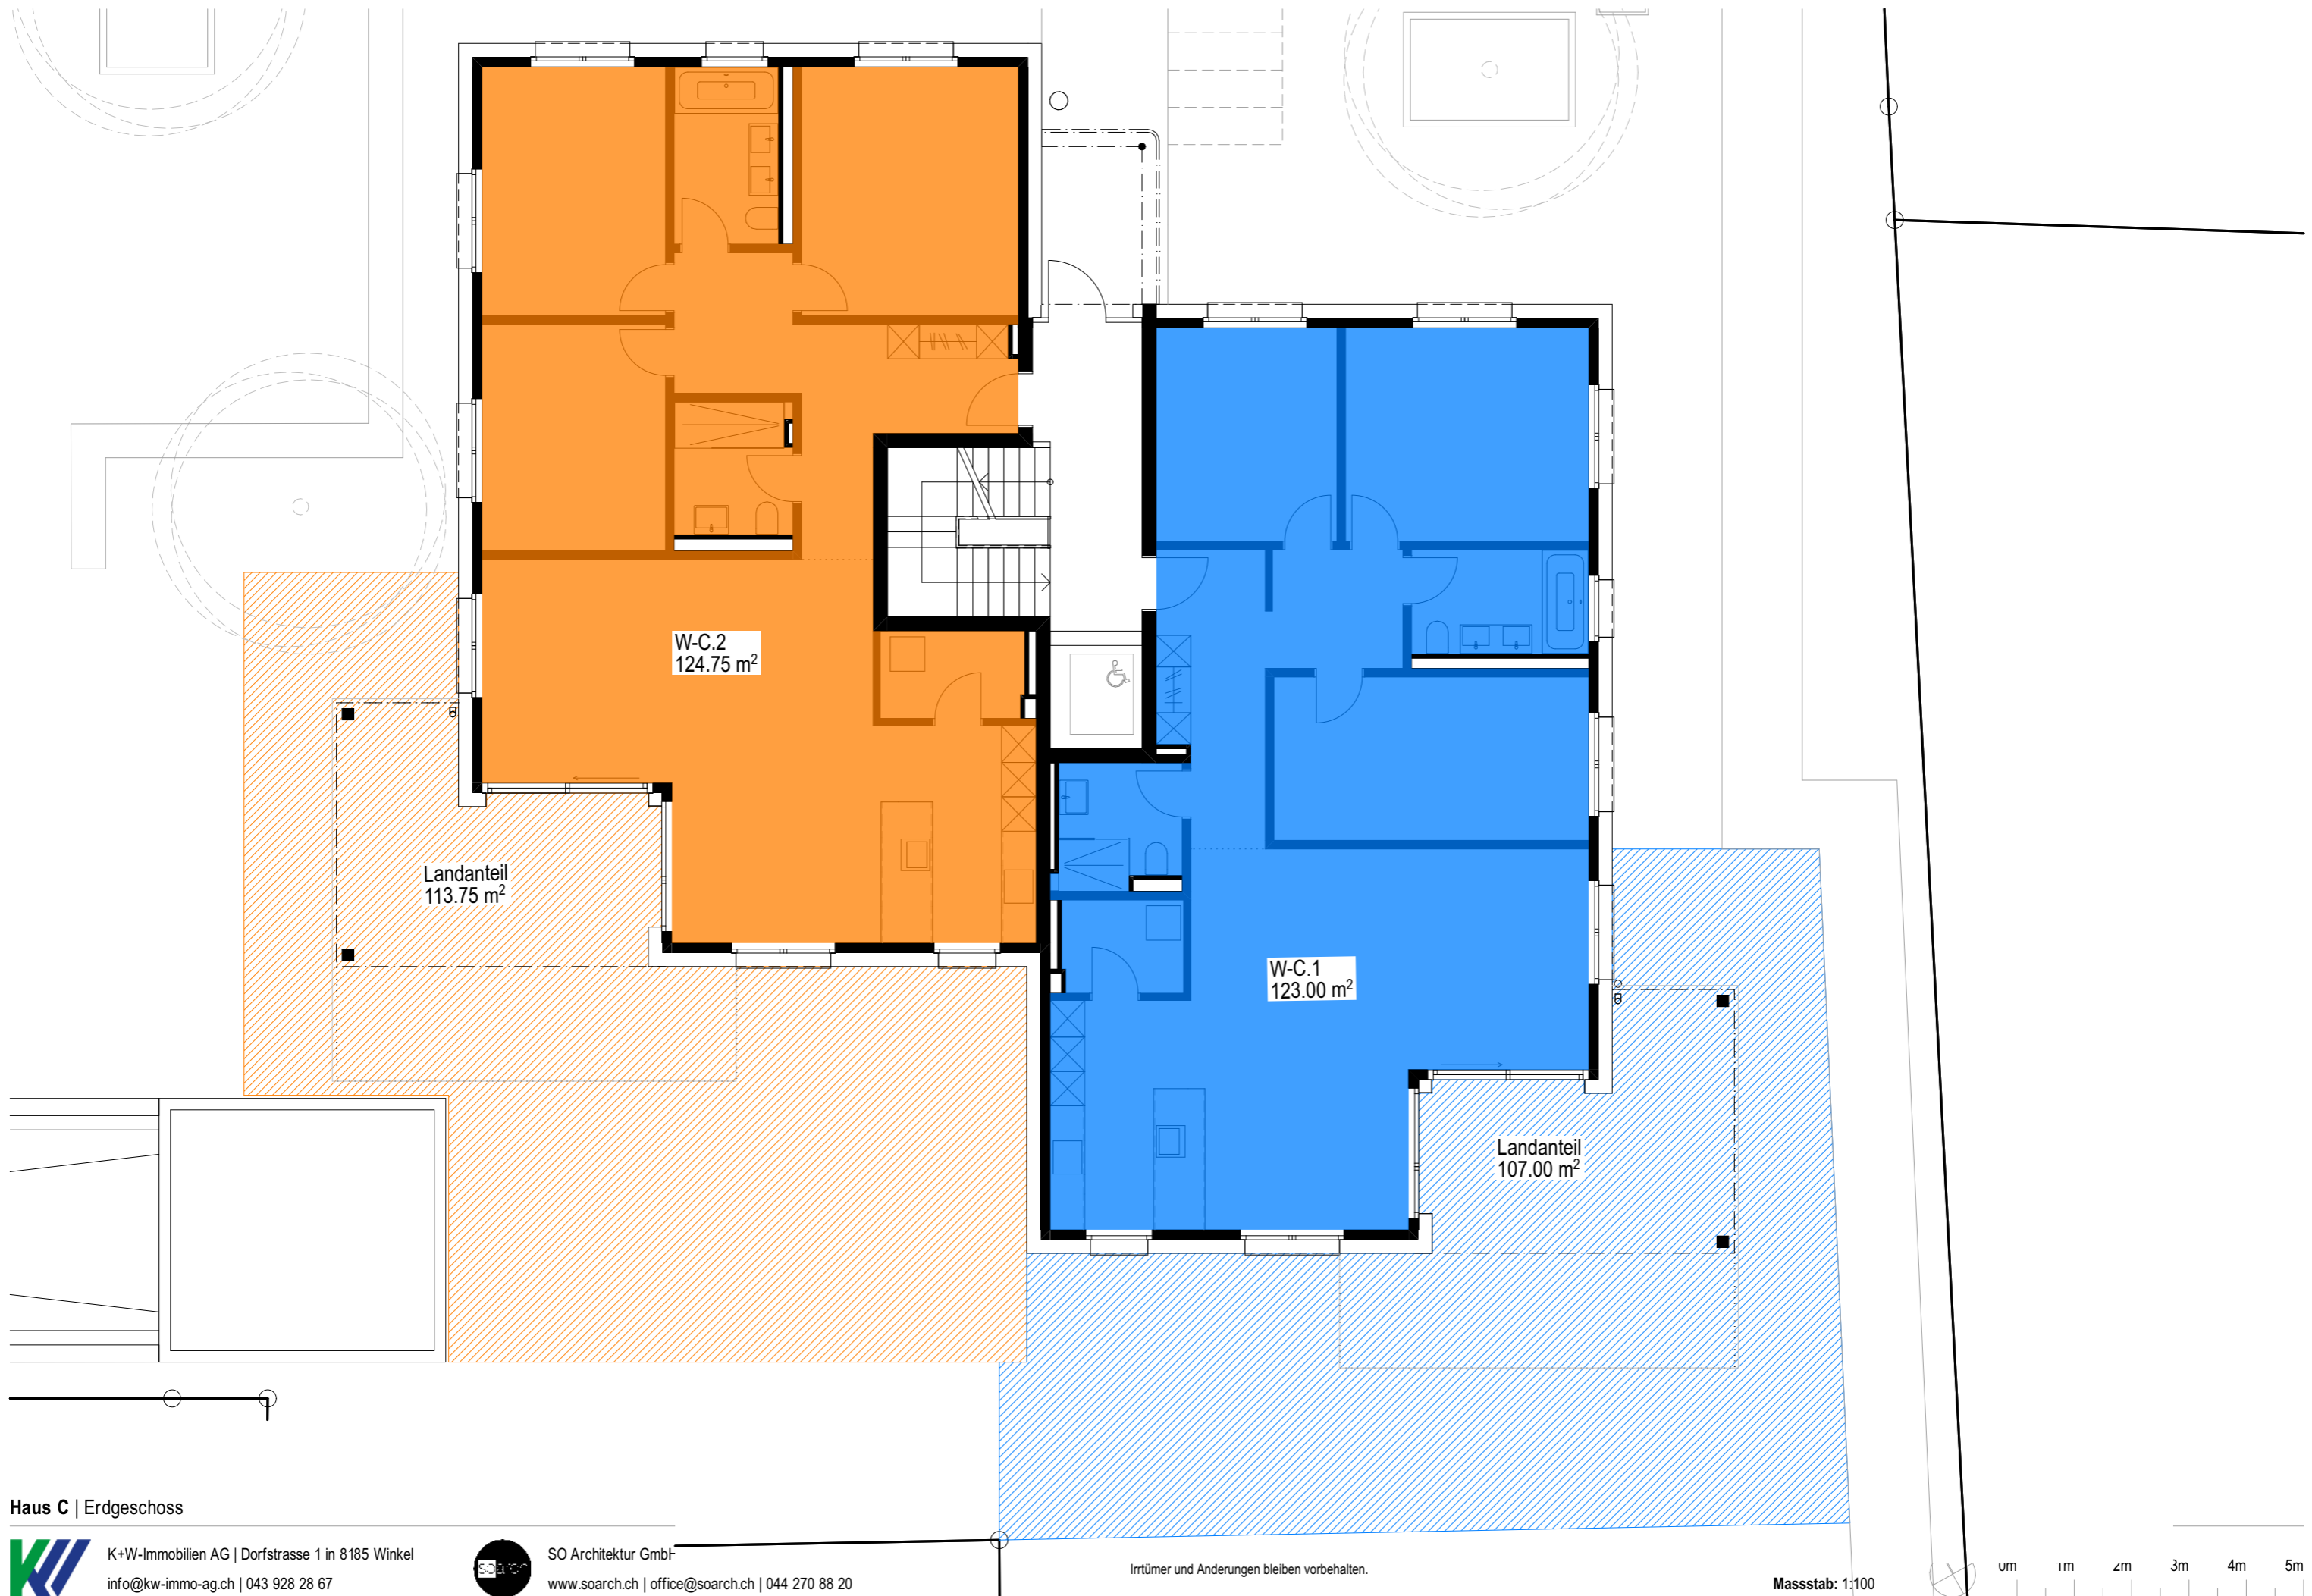 W-C.2
124.75 m²
Landanteil
113.75 m²
W-C.1
123.00 m²
Landanteil
107.00 m²
Haus C | Erdgeschoss
K+W-Immobilien AG | Dorfstrasse 1 in 8185 Winkel
info@kw-immo-ag.ch | 043 928 28 67
soarch
SO Architektur GmbH
www.soarch.ch | office@soarch.ch | 044 270 88 20
Irrtümer und Anderungen bleiben vorbehalten.
Massstab: 1:100
0m 1m 2m 3m 4m 5m